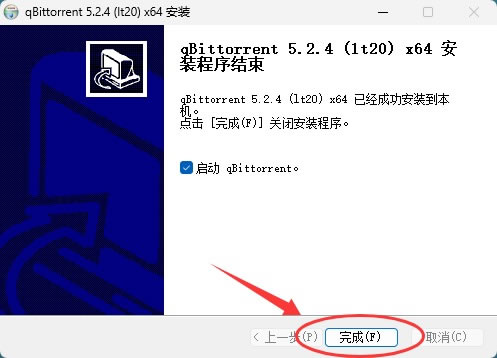 qBittorrent 5.2.4 (lt20) x64 安装
qBittorrent 5.2.4 (lt20) x64 安
装程序结束
qBittorrent 5.2.4 (lt20) x64 已经成功安装到本
机。
点击 [完成(F)] 关闭安装程序。
启动 qBittorrent。
< 上一步(P) 完成(F) 取消(C)